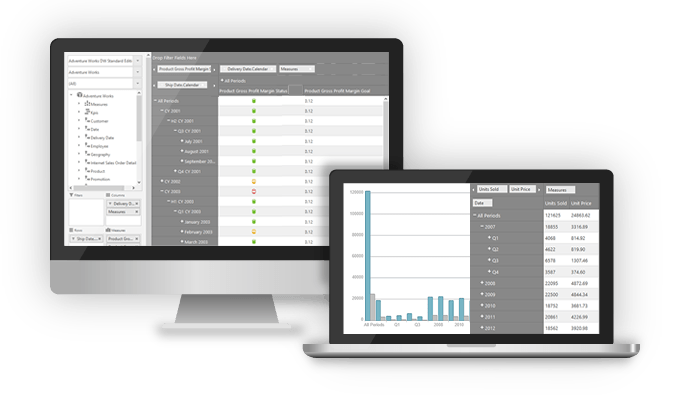 Adventure Works DW Standard Edit
Adventure Works
(All)
Adventure Works
Measures
KPIs
Customer
Date
Delivery Date
Employee
Geography
Internet Sales Order Detail
Product
Promotion
Filters
Columns
Delivery D...
Measures
Rows
Measures
Ship Date...
Product Gros...
Drop Filter Fields Here
Product Gross Profit Margin
Delivery Date.Calendar
Measures
Ship Date.Calendar
All Periods
Product Gross Profit Margin Status
Product Gross Profit Margin Goal
All Periods 0.12
CY 2001 0.12
H2 CY 2001 0.12
Q3 CY 2001 0.12
July 2001 0.12
August 2001 0.12
September 20... 0.12
Q4 CY 2001 0.12
CY 2002 0.12
CY 2003 0.12
H1 CY 2003 0.12
Q1 CY 2003 0.12
January 2003 0.12
February 2003 0.12
March 2003 0.12
120000
100000
80000
60000
40000
20000
0
All Periods Q1 Q3 2008 2010
Units Sold
Unit Price
Measures
Date
Units Sold Unit Price
All Periods 121625 24863.62
2007 18855 3316.69
Q1 4068 814.92
Q2 4622 819.90
Q3 6578 1307.46
Q4 3587 374.60
2008 22095 4872.69
2009 22500 4844.34
2010 18752 3681.73
2011 20861 4226.99
2012 18562 3920.98